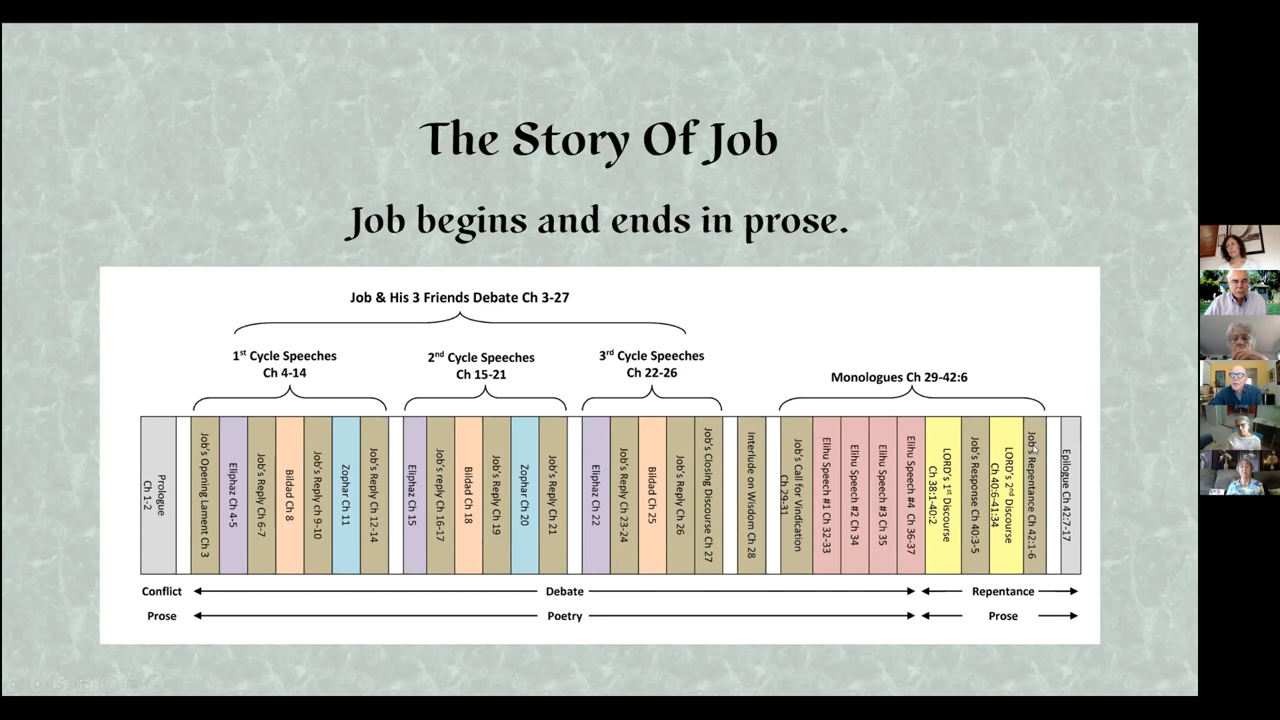 The Story Of Job
Job begins and ends in prose.
Job & His 3 Friends Debate Ch 3-27
1st Cycle Speeches
Ch 4-14
2nd Cycle Speeches
Ch 15-21
3rd Cycle Speeches
Ch 22-26
Monologues Ch 29-42:6
Prologue
Ch 1-2
Job's Opening Lament Ch 3
Eliphaz Ch 4-5
Job's Reply Ch 6-7
Bildad Ch 8
Job's Reply ch 9-10
Zophar Ch 11
Job's Reply Ch 12-14
Eliphaz Ch 15
Job's reply Ch 16-17
Bildad Ch 18
Job's Reply Ch 19
Zophar Ch 20
Job's Reply Ch 21
Eliphaz Ch 22
Job's Reply Ch 23-24
Bildad Ch 25
Job's Reply Ch 26
Job's Closing Discourse Ch 27
Interlude on Wisdom Ch 28
Job's Call for Vindication
Ch 29-31
Elihu Speech #1 Ch 32-33
Elihu Speech #2 Ch 34
Elihu Speech #3 Ch 35
Elihu Speech #4 Ch 36-37
LORD's 1st Discourse
Ch 38:1-40:2
Job's Response Ch 40:3-5
LORD's 2nd Discourse
Ch 40:6-41:34
Job's Repentance Ch 42:1-6
Epilogue Ch 42:7-17
Conflict Debate Repentance
Prose Poetry Prose